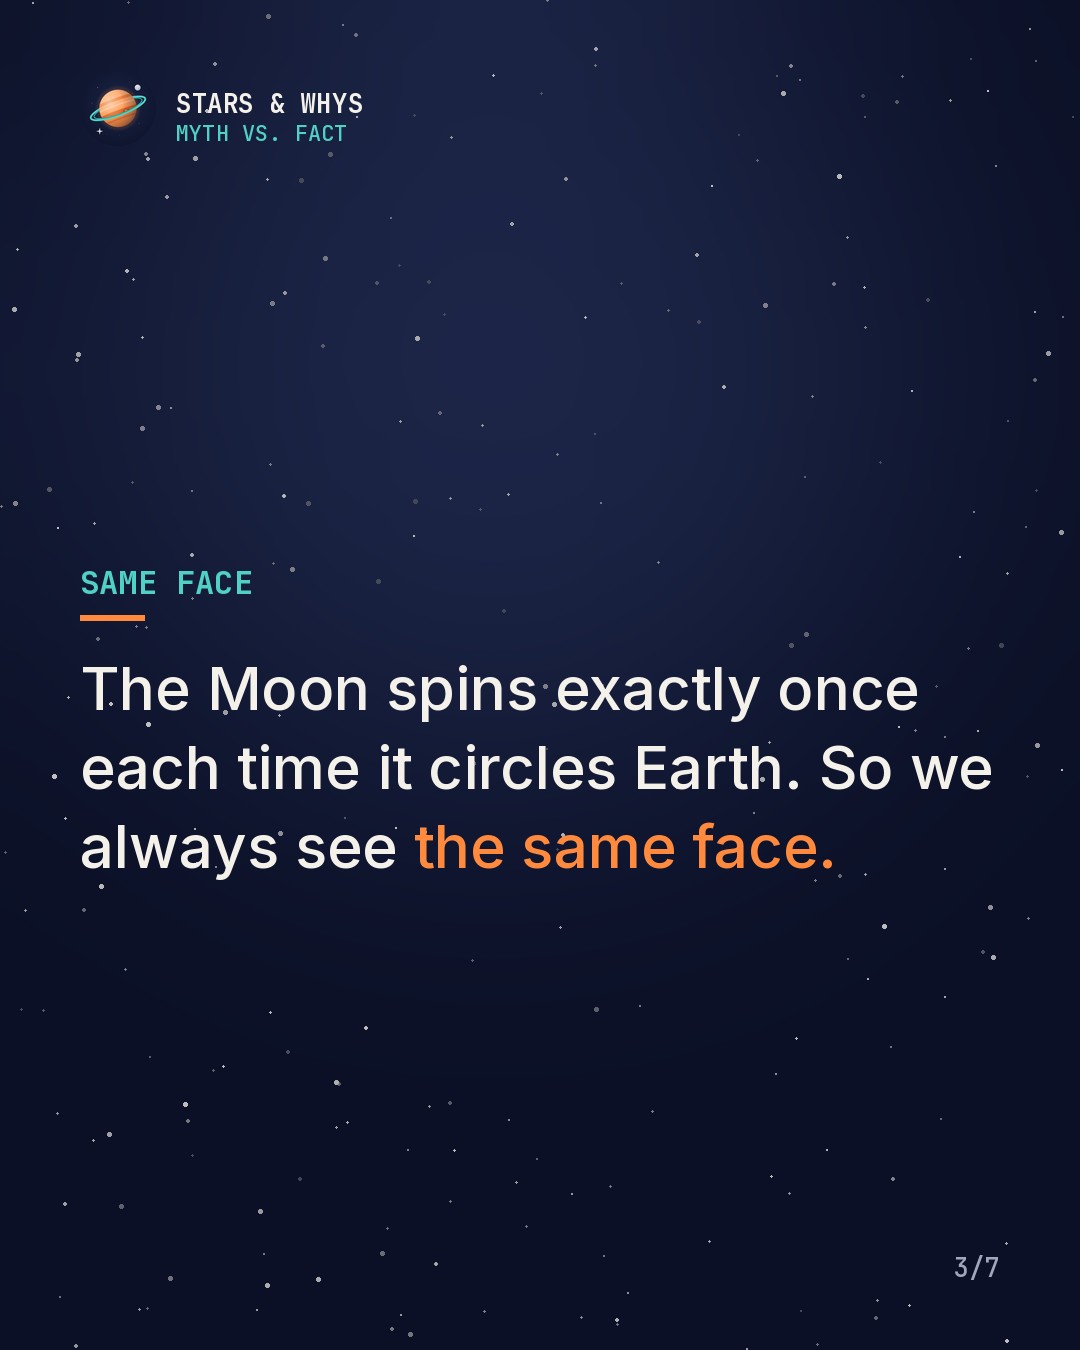 STARS & WHYS
MYTH VS. FACT
SAME FACE
The Moon spins exactly once
each time it circles Earth. So we
always see the same face.
3/7